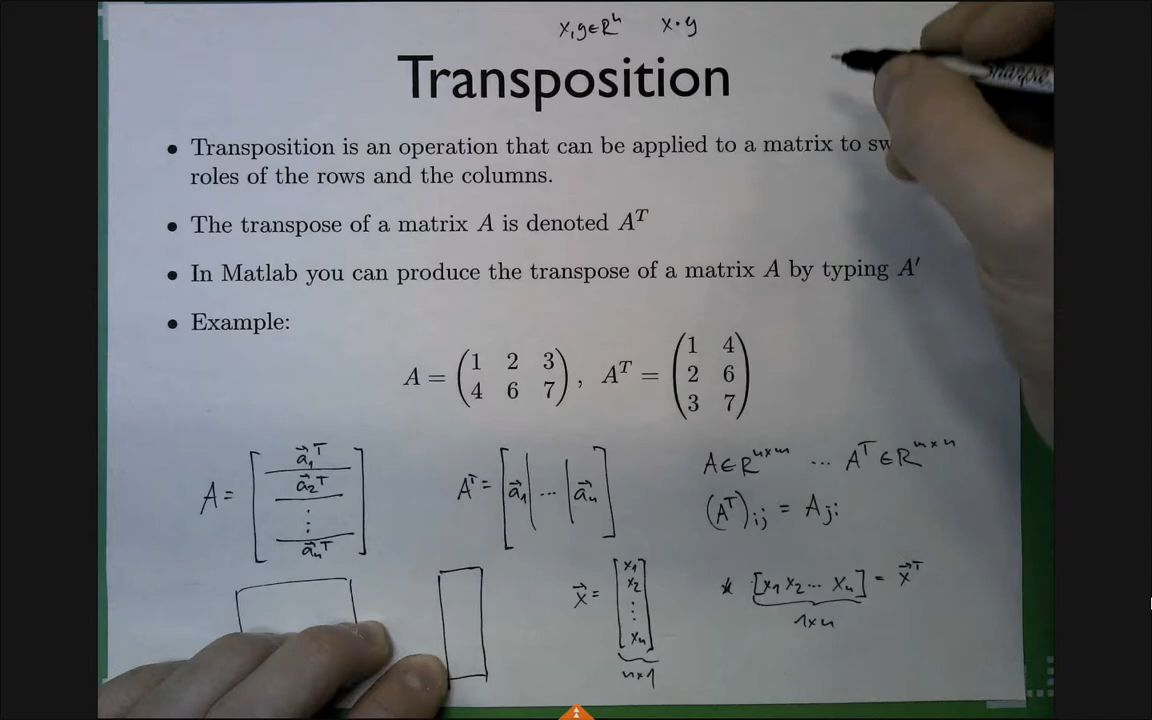 x,y∈Rⁿ x·y
Transposition
• Transposition is an operation that can be applied to a matrix to sw
roles of the rows and the columns.
• The transpose of a matrix A is denoted Aᵀ
• In Matlab you can produce the transpose of a matrix A by typing A′
• Example:
A = (1 2 3
4 6 7), Aᵀ = (1 4
2 6
3 7)
A = [a⃗₁ᵀ
a⃗₂ᵀ
⋮
a⃗ₙᵀ]
Aᵀ = [a⃗₁ | ... | a⃗ₙ]
A∈Rⁿˣᵐ ... Aᵀ∈Rᵐˣⁿ
(Aᵀ)ij = Aji
x⃗ = [x₁
x₂
⋮
xₙ]
n×1
* [x₁ x₂ ... xₙ] = x⃗ᵀ
1×n
Sharpie